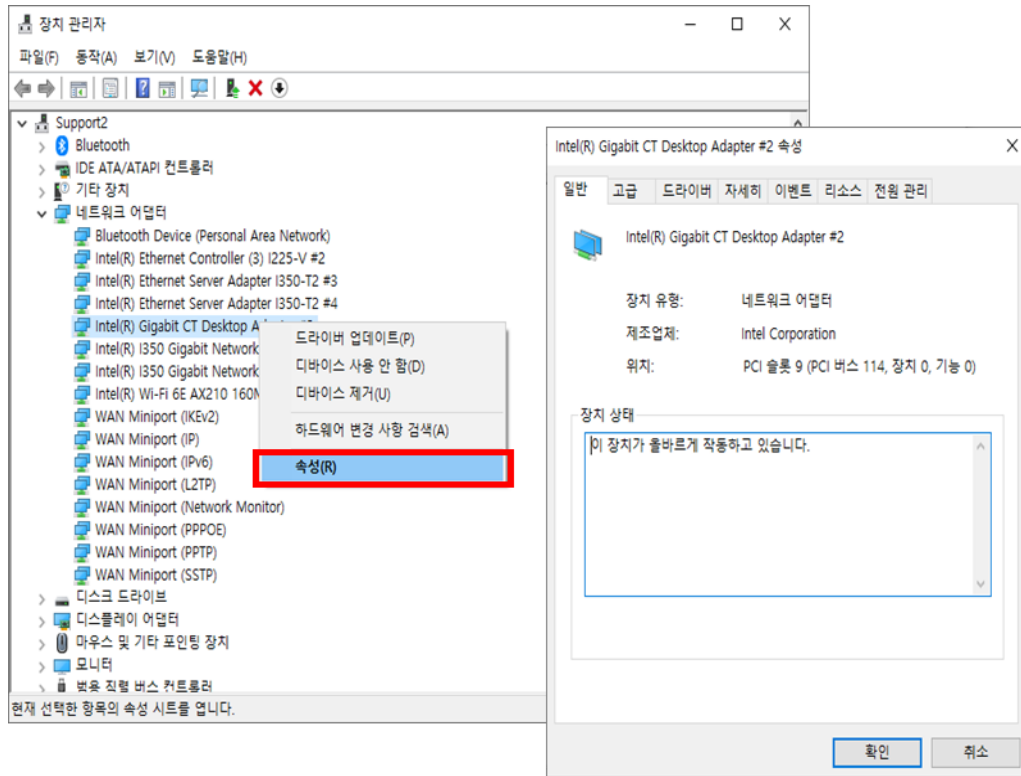 장치 관리자
파일(F) 동작(A) 보기(V) 도움말(H)
Support2
Bluetooth
IDE ATA/ATAPI 컨트롤러
기타 장치
네트워크 어댑터
Bluetooth Device (Personal Area Network)
Intel(R) Ethernet Controller (3) I225-V #2
Intel(R) Ethernet Server Adapter I350-T2 #3
Intel(R) Ethernet Server Adapter I350-T2 #4
Intel(R) Gigabit CT Desktop
Intel(R) I350 Gigabit Network
Intel(R) I350 Gigabit Network
Intel(R) Wi-Fi 6E AX210
WAN Miniport (IKEv2)
WAN Miniport (IP)
WAN Miniport (IPv6)
WAN Miniport (L2TP)
WAN Miniport (Network Monitor)
WAN Miniport (PPPOE)
WAN Miniport (PPTP)
WAN Miniport (SSTP)
디스크 드라이브
디스플레이 어댑터
마우스 및 기타 포인팅 장치
모니터
범용 직렬 버스 컨트롤러
현재 선택한 항목의 속성 시트를 엽니다.
드라이버 업데이트(P)
디바이스 사용 안 함(D)
디바이스 제거(U)
하드웨어 변경 사항 검색(A)
속성(R)
Intel(R) Gigabit CT Desktop Adapter #2 속성
일반 고급 드라이버 자세히 이벤트 리소스 전원 관리
Intel(R) Gigabit CT Desktop Adapter #2
장치 유형: 네트워크 어댑터
제조업체: Intel Corporation
위치: PCI 슬롯 9 (PCI 버스 114, 장치 0, 기능 0)
장치 상태
이 장치가 올바르게 작동하고 있습니다.
확인 취소